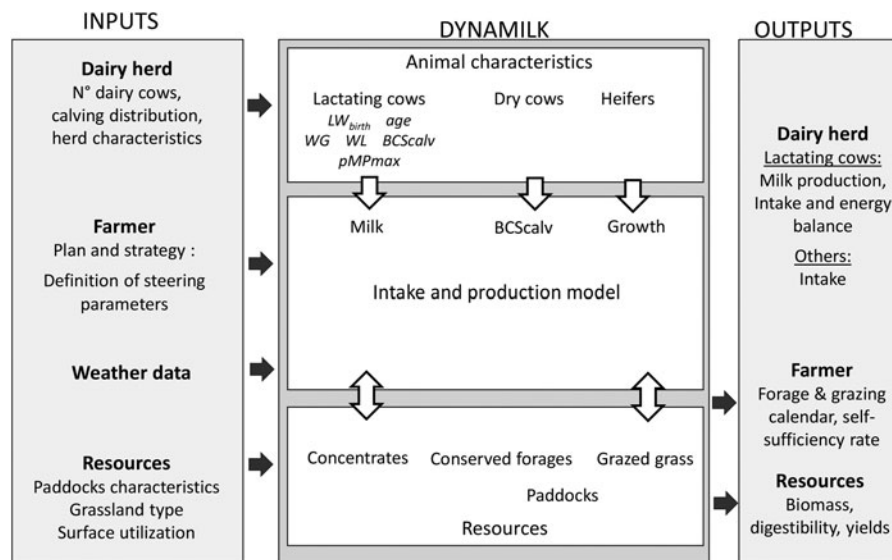 INPUTS
Dairy herd
N° dairy cows,
calving distribution,
herd characteristics
Farmer
Plan and strategy :
Definition of steering
parameters
Weather data
Resources
Paddocks characteristics
Grassland type
Surface utilization
DYNAMILK
Animal characteristics
Lactating cows Dry cows Heifers
LWbirth age
WG WL BCScalv
pMPmax
Milk BCScalv Growth
Intake and production model
Concentrates Conserved forages Grazed grass
Paddocks
Resources
OUTPUTS
Dairy herd
Lactating cows:
Milk production,
Intake and energy
balance
Others:
Intake
Farmer
Forage & grazing
calendar, self-
sufficiency rate
Resources
Biomass,
digestibility, yields